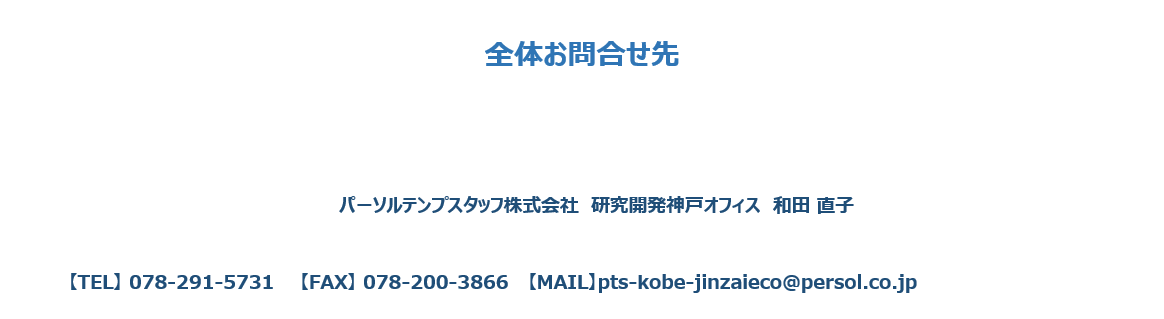 全体お問合せ先
パーソルテンプスタッフ株式会社 研究開発神戸オフィス 和田 直子
【TEL】 078-291-5731 【FAX】 078-200-3866 【MAIL】pts-kobe-jinzaieco@persol.co.jp